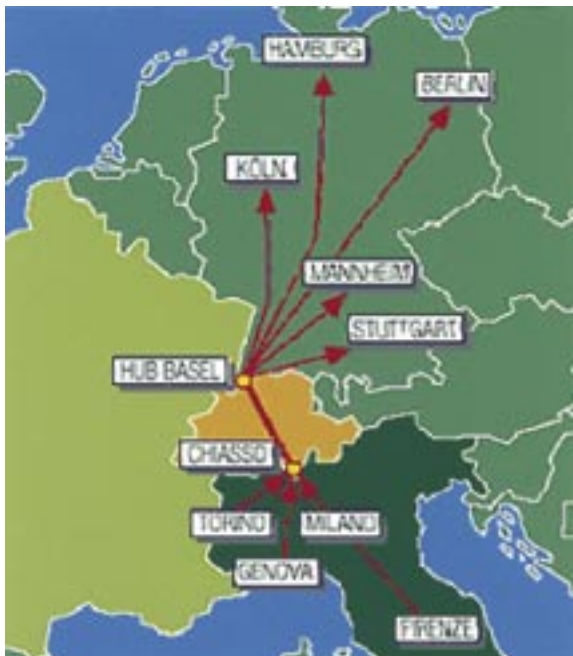 HAMBURG
BERLIN
KÖLN
MANNHEIM
STUTTGART
HUB BASEL
CHIASSO
TORINO
MILANO
GENOVA
FIRENZE